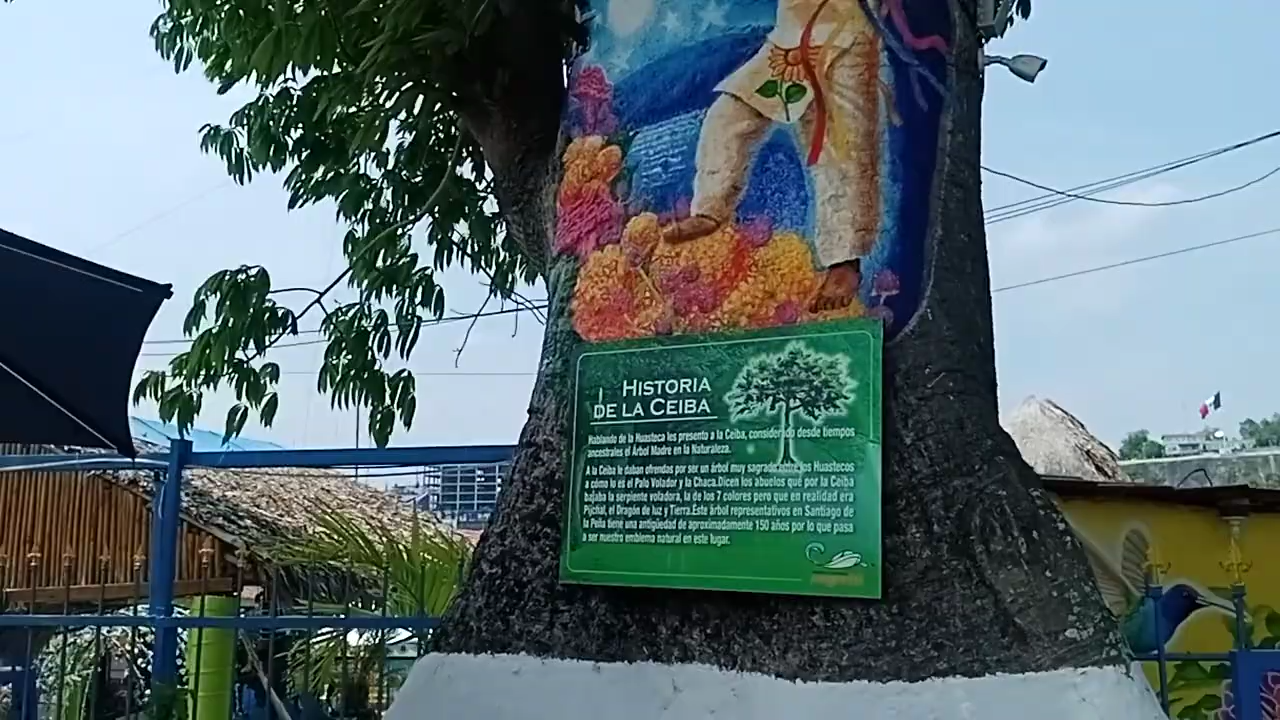 HISTORIA
DE LA CEIBA
Hablando de la Huasteca les presento a la Ceiba, considerado desde tiempos
ancestrales el Árbol Madre en la Naturaleza.
A la Ceiba le daban ofrendas por ser un árbol muy sagrado entre los Huastecos
a cómo lo es el Palo Volador y la Chaca.Dicen los abuelos que por la Ceiba
bajaba la serpiente voladora, la de los 7 colores pero que en realidad era
Pijchal, el Dragón de luz y Tierra.Este árbol representativos en Santiago de
la Peña tiene una antigüedad de aproximadamente 150 años por lo que pasa
a ser nuestro emblema natural en este lugar.